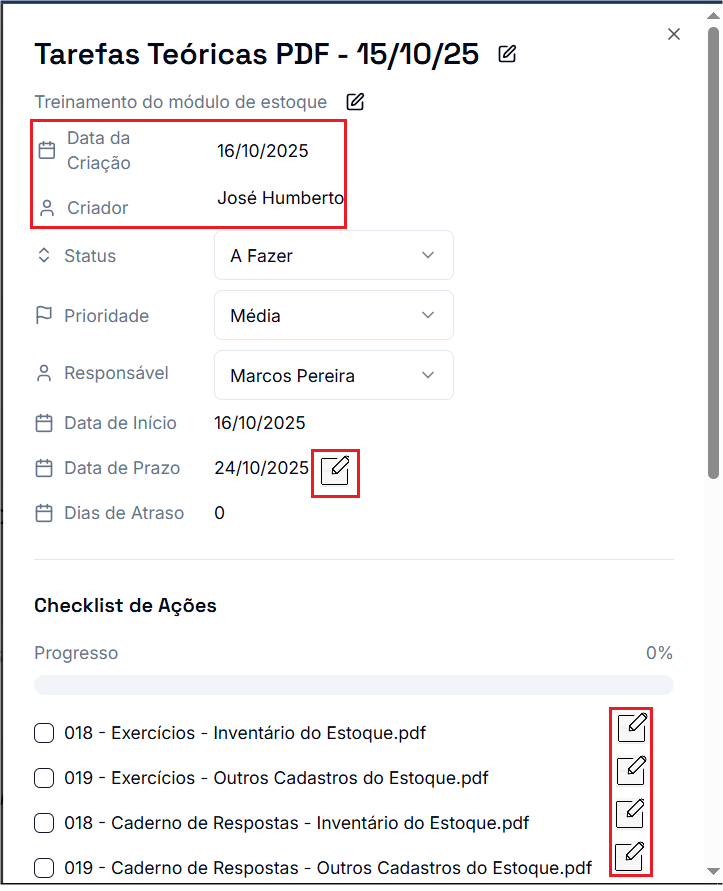 Tarefas Teóricas PDF - 15/10/25
Treinamento do módulo de estoque
Data da
Criação
16/10/2025
Criador
José Humberto
Status
A Fazer
Prioridade
Média
Responsável
Marcos Pereira
Data de Início
16/10/2025
Data de Prazo
24/10/2025
Dias de Atraso
0
Checklist de Ações
Progresso
0%
018 - Exercícios - Inventário do Estoque.pdf
019 - Exercícios - Outros Cadastros do Estoque.pdf
018 - Caderno de Respostas - Inventário do Estoque.pdf
019 - Caderno de Respostas - Outros Cadastros do Estoque.pdf